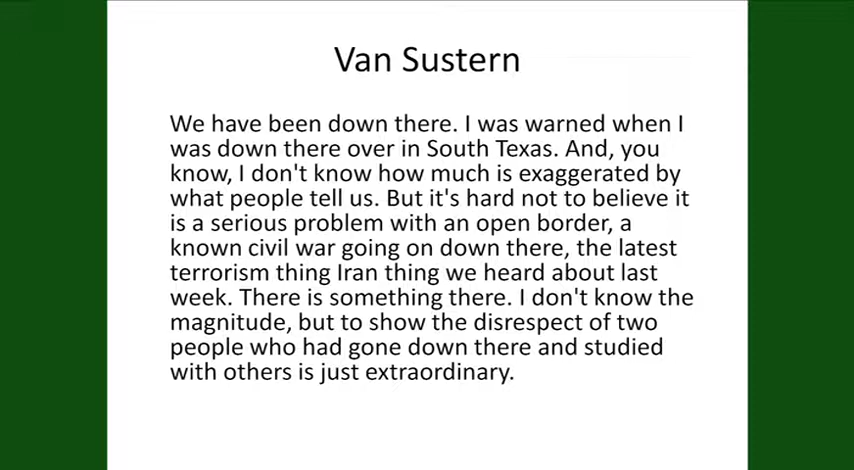 Van Sustern
We have been down there. I was warned when I
was down there over in South Texas. And, you
know, I don't know how much is exaggerated by
what people tell us. But it's hard not to believe it
is a serious problem with an open border, a
known civil war going on down there, the latest
terrorism thing Iran thing we heard about last
week. There is something there. I don't know the
magnitude, but to show the disrespect of two
people who had gone down there and studied
with others is just extraordinary.